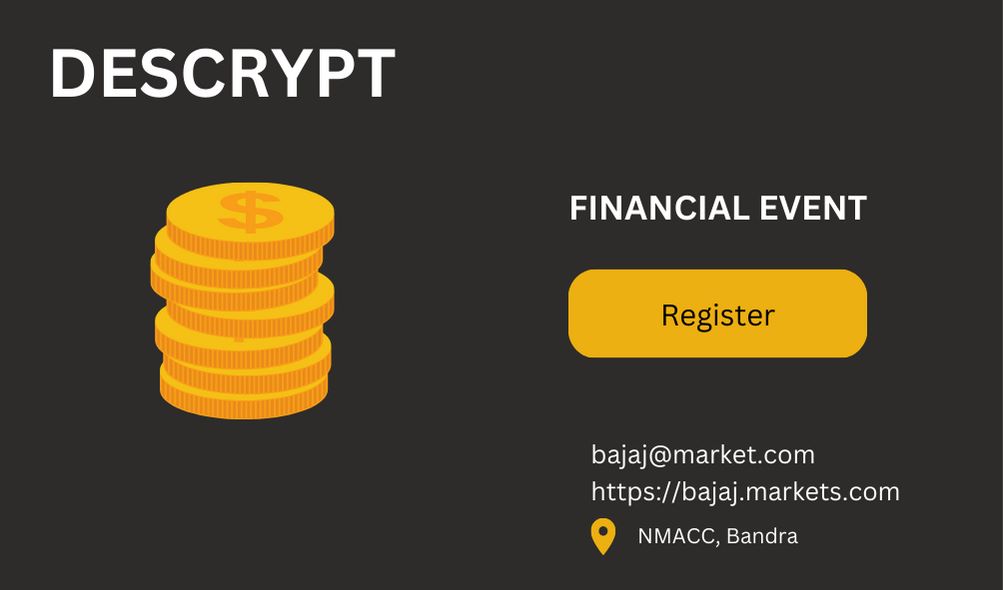 DESCRYPT
$
FINANCIAL EVENT
Register
bajaj@market.com
https://bajaj.markets.com
NMACC, Bandra